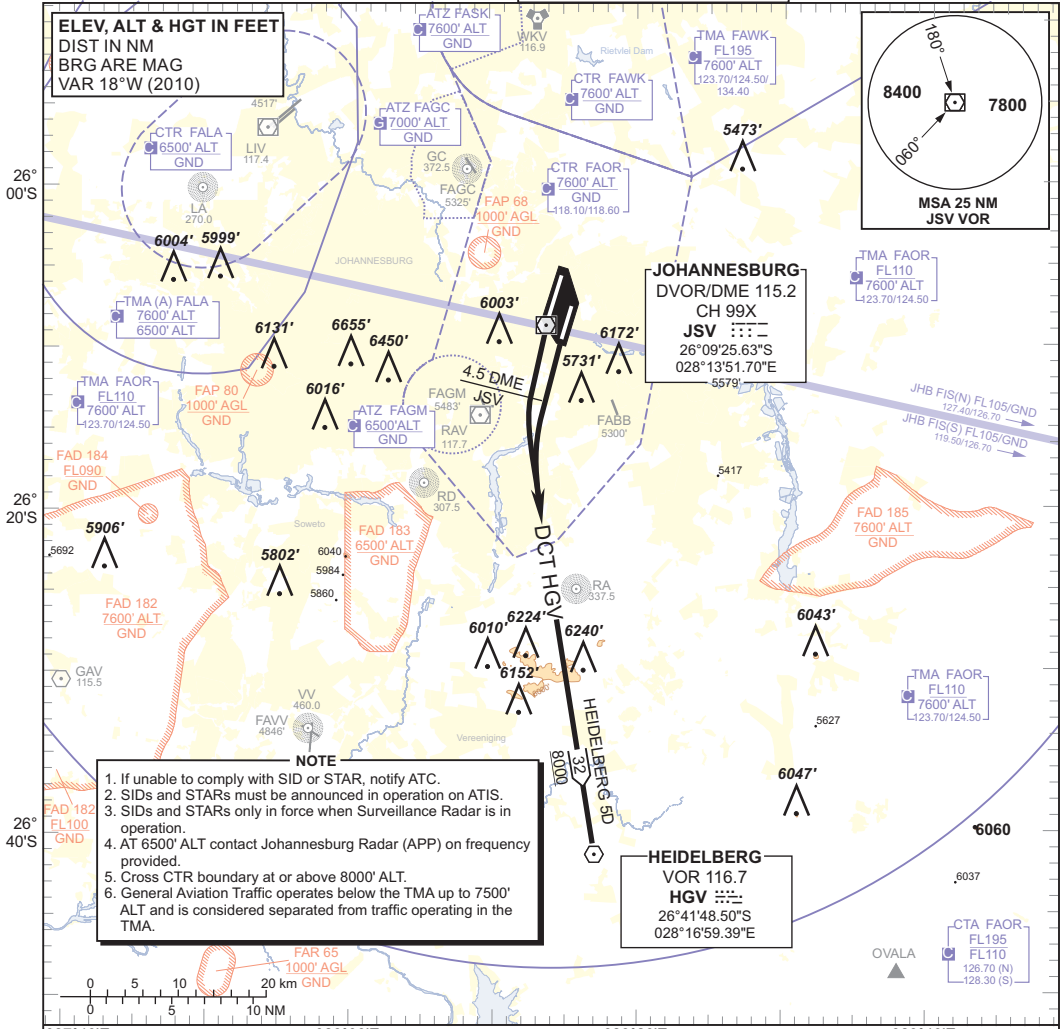 ELEV, ALT & HGT IN FEET
DIST IN NM
BRG ARE MAG
VAR 18°W (2010)
ATZ FASK
C 7600' ALT
GND
WKV
116.9
Rietvlei Dam
TMA FAWK
FL195
C 7600' ALT
123.70/124.50/
134.40
180°
8400
7800
060°
MSA 25 NM
JSV VOR
CTR FAWK
C 7600' ALT
GND
4517'
LIV
117.4
ATZ FAGC
G 7000' ALT
GND
CTR FALA
C 6500' ALT
GND
5473'
GC
372.5
FAGC
5325'
CTR FAOR
C 7600' ALT
GND
118.10/118.60
26°
00'S
LA
270.0
FAP 68
1000' AGL
GND
6004'
5999'
JOHANNESBURG
TMA FAOR
FL110
C 7600' ALT
123.70/124.50
JOHANNESBURG
DVOR/DME 115.2
CH 99X
JSV
26°09'25.63"S
028°13'51.70"E
5579'
TMA (A) FALA
C 7600' ALT
6500' ALT
6003'
6131'
6655'
6450'
6172'
5731'
4.5 DME
JSV
FAP 80
1000' AGL
GND
6016'
TMA FAOR
FL110
C 7600' ALT
123.70/124.50
ATZ FAGM
C 6500'ALT
GND
FAGM
5483'
RAV
117.7
FABB
5300'
JHB FIS(N) FL105/GND
127.40/126.70
JHB FIS(S) FL105/GND
119.50/126.70
FAD 184
FL090
GND
5417
RD
307.5
26°
20'S
Soweto
FAD 183
6500' ALT
GND
FAD 185
7600' ALT
GND
5906'
5692
5802'
6040
5984
5860
DCT HGV
RA
337.5
FAD 182
7600' ALT
GND
6010'
6224'
6240'
6152'
6043'
GAV
115.5
VV
460.0
FAVV
4846'
Vereeniging
HEIDELBERG 5D
32
8000
5627
TMA FAOR
FL110
C 7600' ALT
123.70/124.50
6047'
FAD 182
FL100
GND
26°
40'S
6060
6037
NOTE
1. If unable to comply with SID or STAR, notify ATC.
2. SIDs and STARs must be announced in operation on ATIS.
3. SIDs and STARs only in force when Surveillance Radar is in
operation.
4. AT 6500' ALT contact Johannesburg Radar (APP) on frequency
provided.
5. Cross CTR boundary at or above 8000' ALT.
6. General Aviation Traffic operates below the TMA up to 7500'
ALT and is considered separated from traffic operating in the
TMA.
HEIDELBERG
VOR 116.7
HGV
26°41'48.50"S
028°16'59.39"E
FAR 65
1000' AGL
GND
OVALA
CTA FAOR
FL195
C FL110
126.70 (N)
128.30 (S)
0 10 20 km
0 5 10 NM